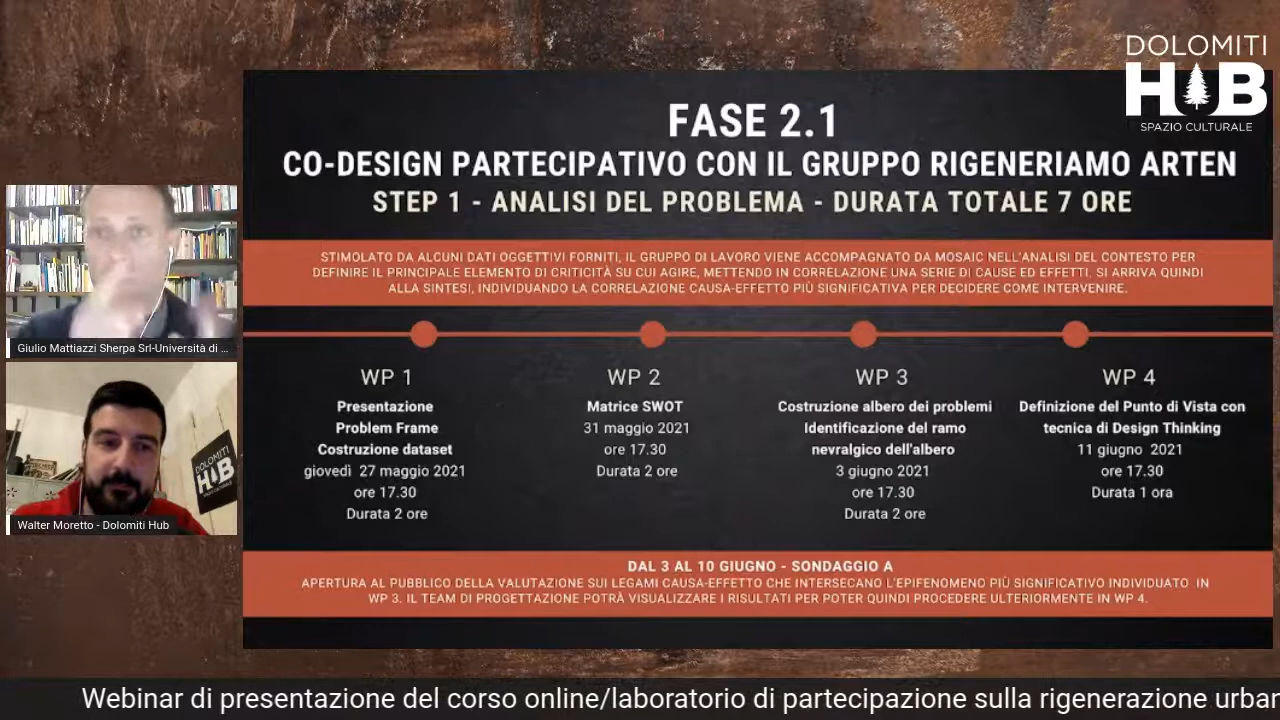 DOLOMITI
HUB
SPAZIO CULTURALE
FASE 2.1
CO-DESIGN PARTECIPATIVO CON IL GRUPPO RIGENERIAMO ARTEN
STEP 1 - ANALISI DEL PROBLEMA - DURATA TOTALE 7 ORE
STIMOLATO DA ALCUNI DATI OGGETTIVI FORNITI, IL GRUPPO DI LAVORO VIENE ACCOMPAGNATO DA MOSAIC NELL'ANALISI DEL CONTESTO PER
DEFINIRE IL PRINCIPALE ELEMENTO DI CRITICITÀ SU CUI AGIRE, METTENDO IN CORRELAZIONE UNA SERIE DI CAUSE ED EFFETTI. SI ARRIVA QUINDI
ALLA SINTESI, INDIVIDUANDO LA CORRELAZIONE CAUSA-EFFETTO PIÙ SIGNIFICATIVA PER DECIDERE COME INTERVENIRE.
WP 1
Presentazione
Problem Frame
Costruzione dataset
giovedì 27 maggio 2021
ore 17.30
Durata 2 ore
WP 2
Matrice SWOT
31 maggio 2021
ore 17.30
Durata 2 ore
WP 3
Costruzione albero dei problemi
Identificazione del ramo
nevralgico dell'albero
3 giugno 2021
ore 17.30
Durata 2 ore
WP 4
Definizione del Punto di Vista con
tecnica di Design Thinking
11 giugno 2021
ore 17.30
Durata 1 ora
DAL 3 AL 10 GIUGNO - SONDAGGIO A
APERTURA AL PUBBLICO DELLA VALUTAZIONE SUI LEGAMI CAUSA-EFFETTO CHE INTERSECANO L'EPIFENOMENO PIÙ SIGNIFICATIVO INDIVIDUATO IN
WP 3. IL TEAM DI PROGETTAZIONE POTRÀ VISUALIZZARE I RISULTATI PER POTER QUINDI PROCEDERE ULTERIORMENTE IN WP 4.
Giulio Mattiazzi Sherpa Srl-Università di ...
DOLOMITI
HUB
Walter Moretto - Dolomiti Hub
Webinar di presentazione del corso online/laboratorio di partecipazione sulla rigenerazione urban